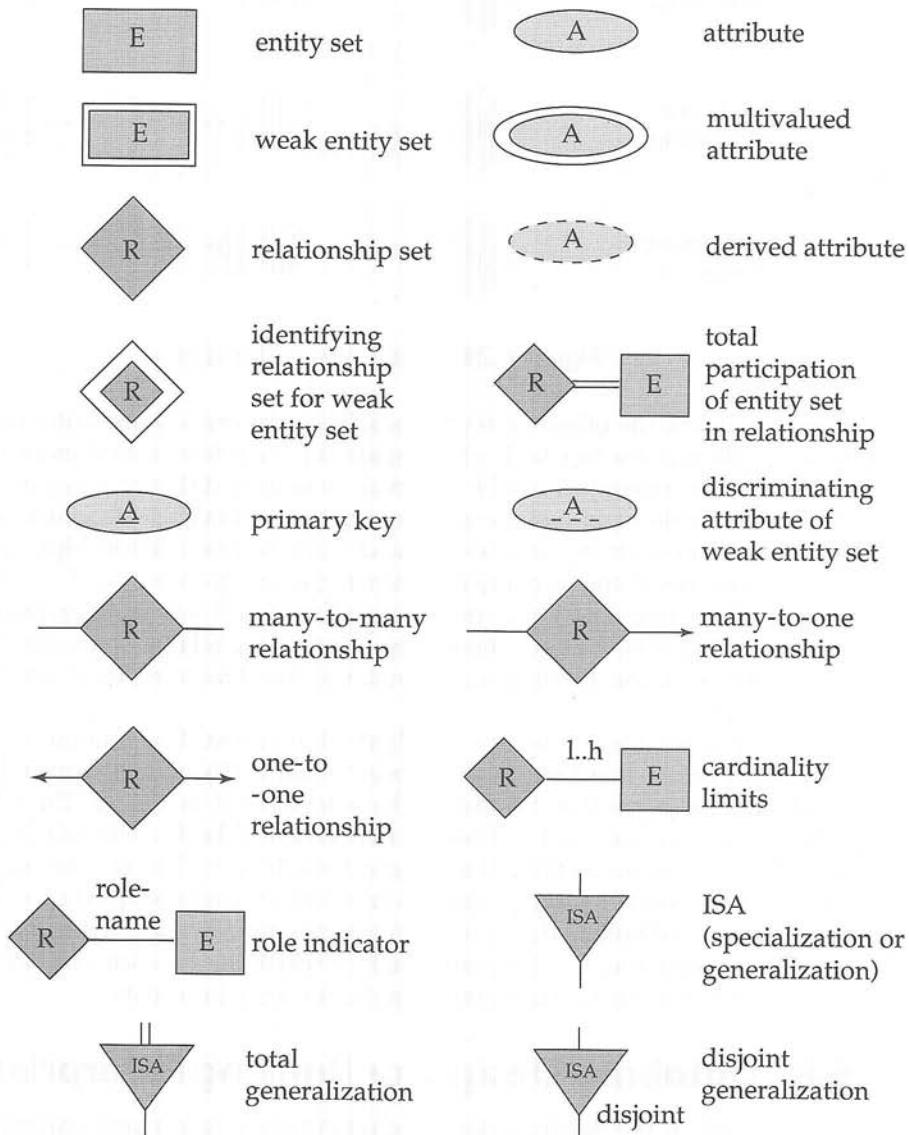 E
entity set
A
attribute
E
weak entity set
A
multivalued
attribute
R
relationship set
A
derived attribute
R
identifying
relationship
set for weak
entity set
R
E
total
participation
of entity set
in relationship
A
primary key
A
discriminating
attribute of
weak entity set
R
many-to-many
relationship
R
many-to-one
relationship
R
one-to
-one
relationship
R
l..h
E
cardinality
limits
R
role-
name
E
role indicator
ISA
ISA
(specialization or
generalization)
ISA
total
generalization
ISA
disjoint
disjoint
generalization